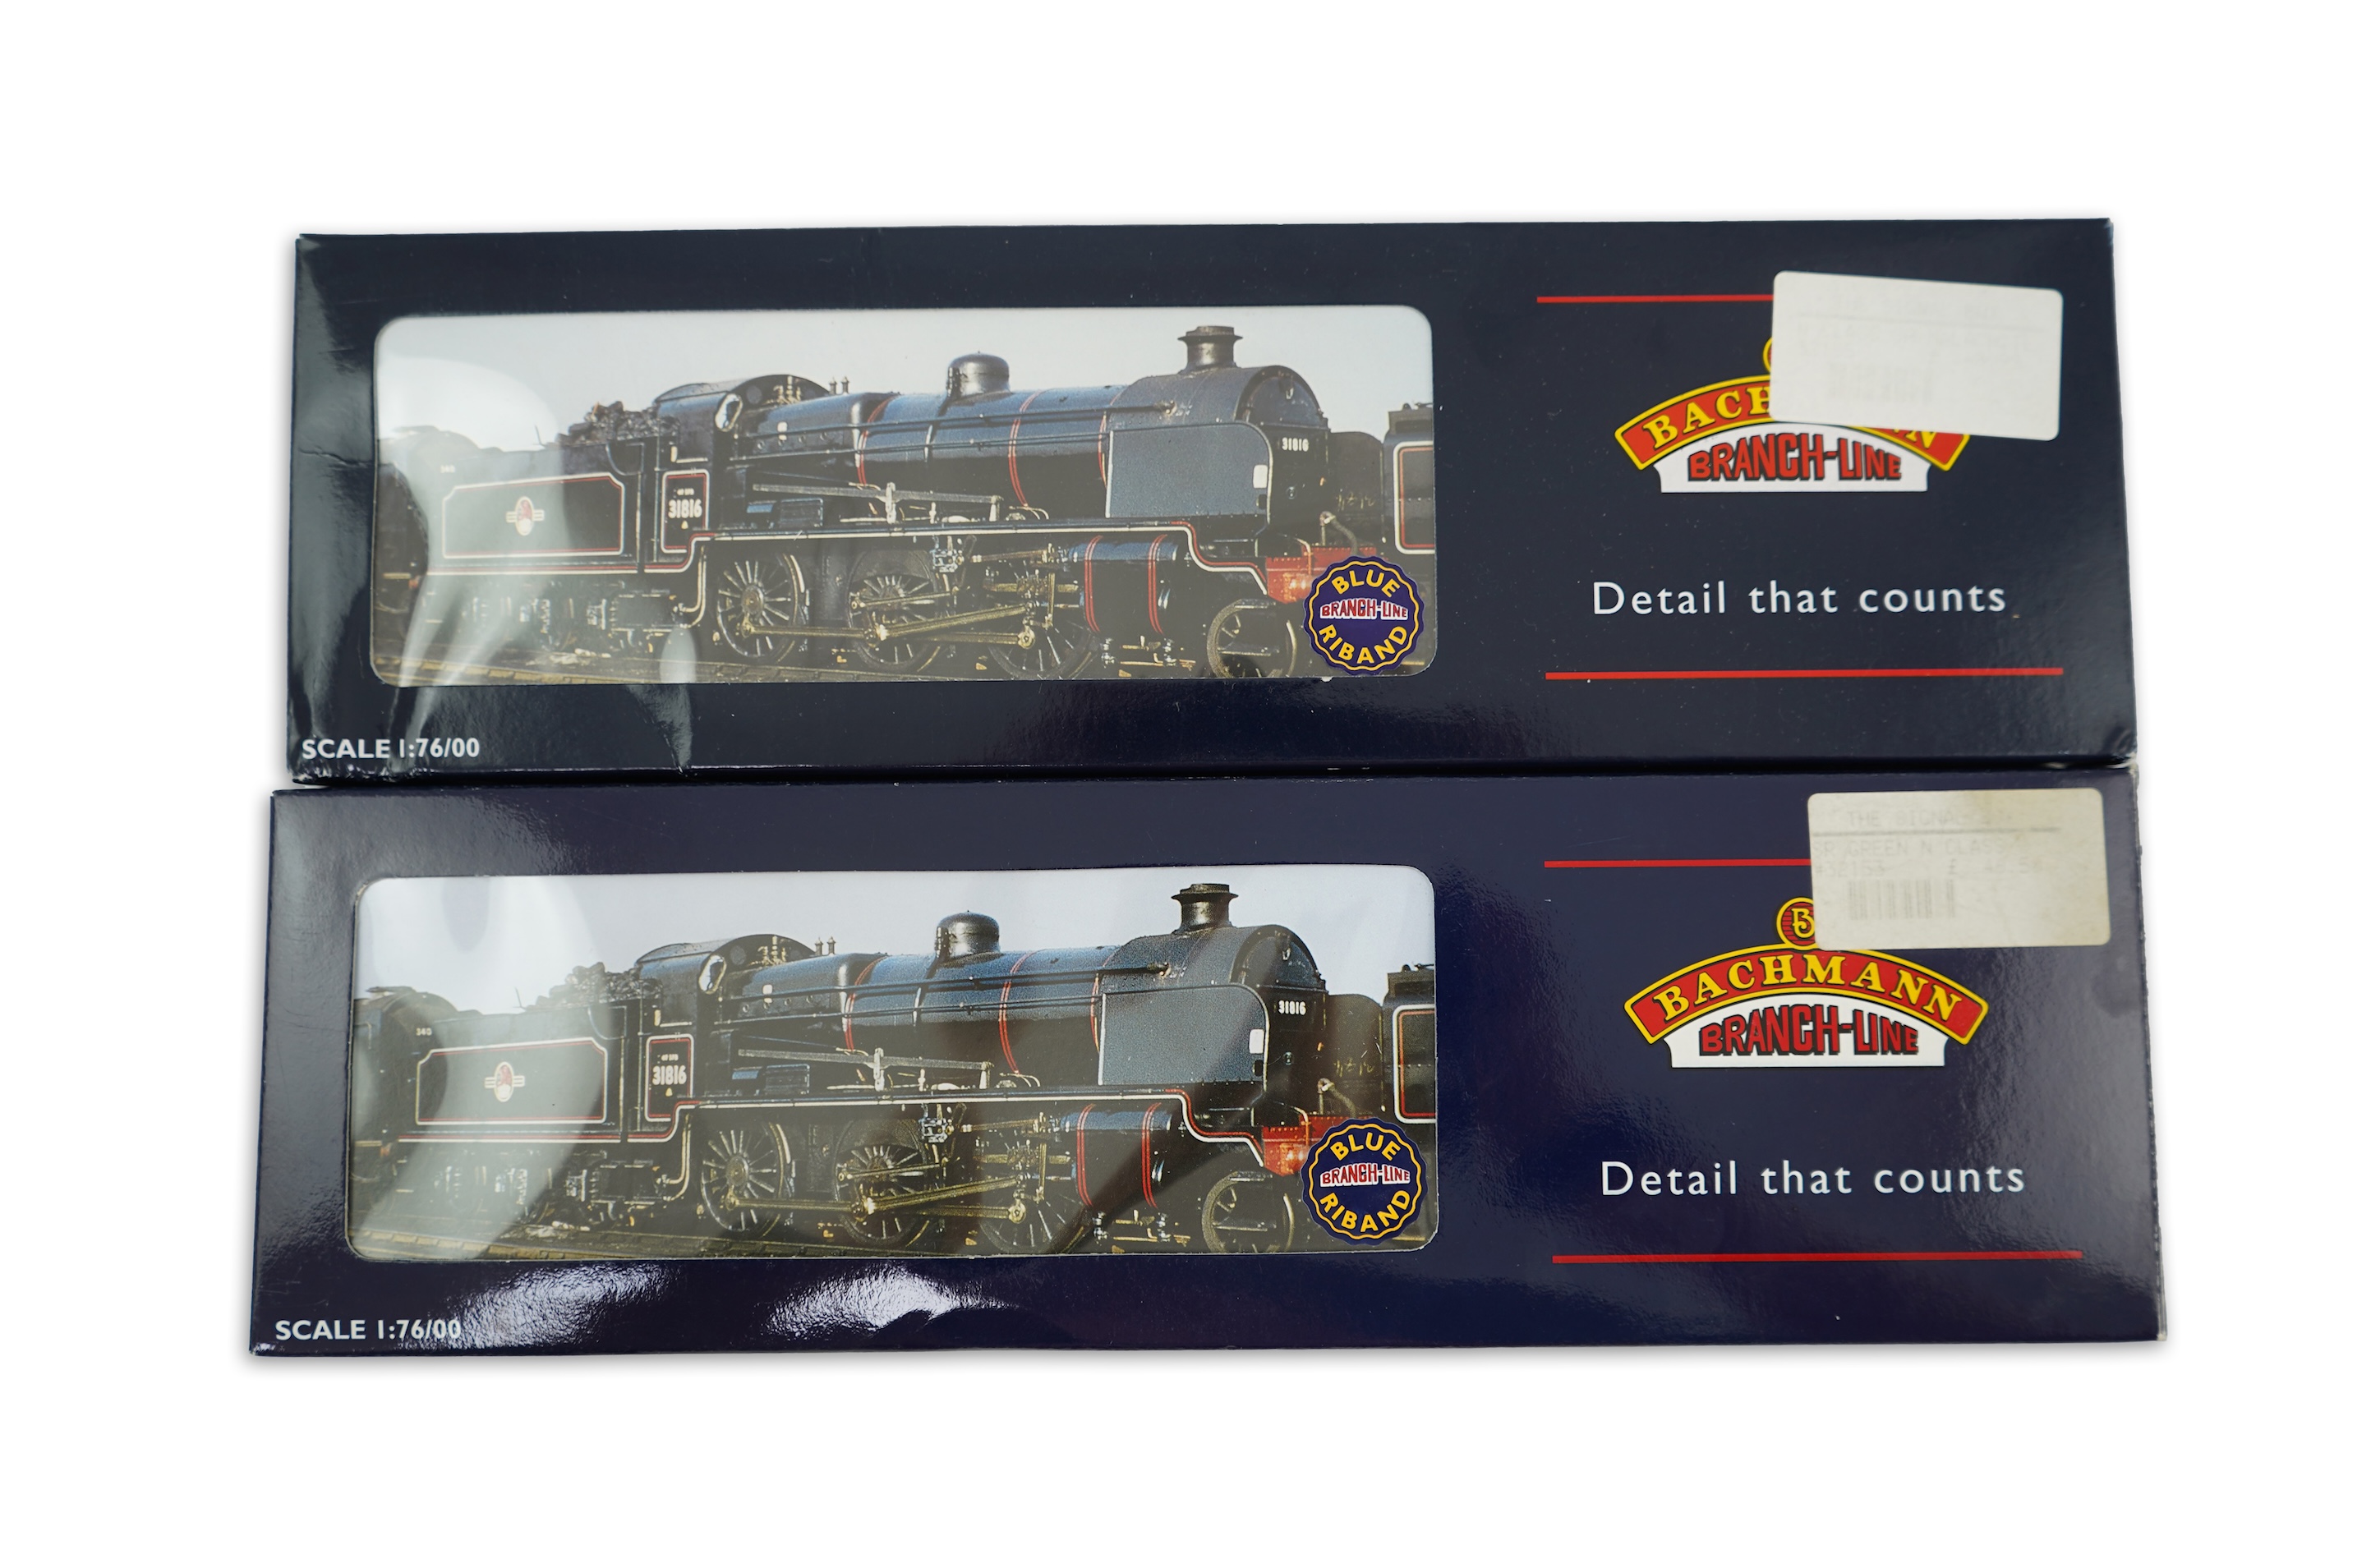 31816
31816
BLUE
BRANCH-LINE
RIBAND
BRANCH-LINE
Detail that counts
SCALE 1:76/00
THE SIGNAL
SR GREEN N CLASS
B
BACHMANN
BRANCH-LINE
31816
31816
BLUE
BRANCH-LINE
RIBAND
Detail that counts
SCALE 1:76/00